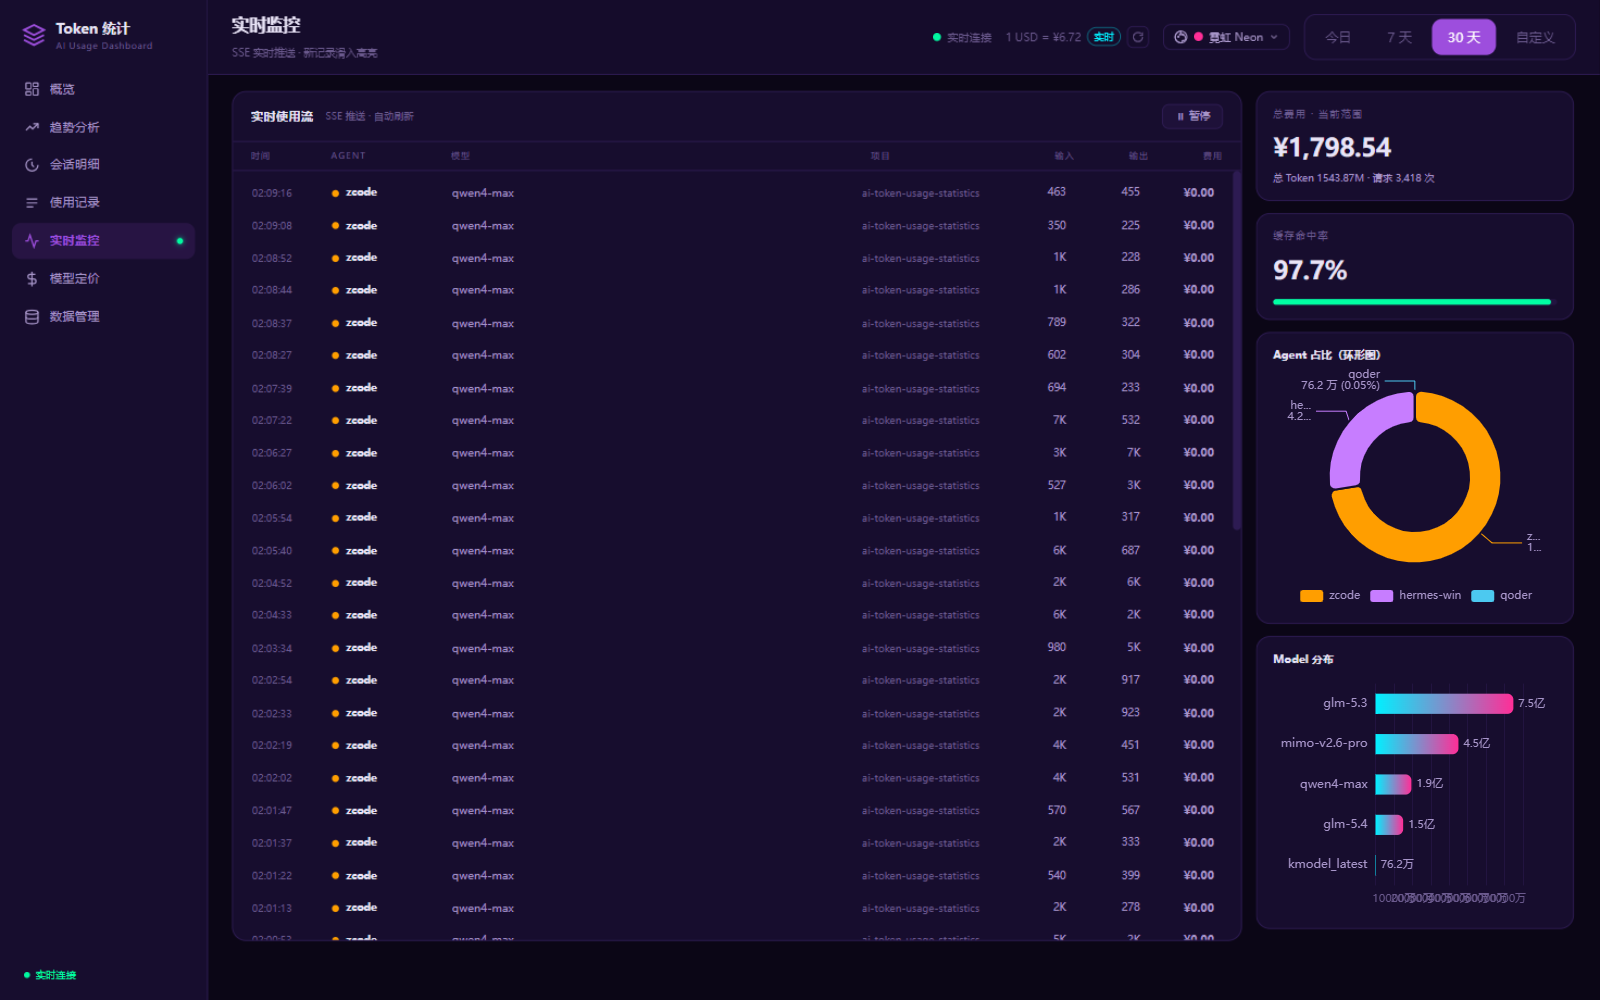 Token 统计
AI Usage Dashboard
概览
趋势分析
会话明细
使用记录
实时监控
模型定价
数据管理
实时连接
实时监控
SSE 实时推送 · 新记录滑入高亮
实时连接
1 USD = ¥6.72
实时
霓虹 Neon
今日
7 天
30 天
自定义
实时使用流 SSE 推送 · 自动刷新
暂停
时间 AGENT 模型 项目 输入 输出 费用
02:09:16 zcode qwen4-max ai-token-usage-statistics 463 455 ¥0.00
02:09:08 zcode qwen4-max ai-token-usage-statistics 350 225 ¥0.00
02:08:52 zcode qwen4-max ai-token-usage-statistics 1K 228 ¥0.00
02:08:44 zcode qwen4-max ai-token-usage-statistics 1K 286 ¥0.00
02:08:37 zcode qwen4-max ai-token-usage-statistics 789 322 ¥0.00
02:08:27 zcode qwen4-max ai-token-usage-statistics 602 304 ¥0.00
02:07:39 zcode qwen4-max ai-token-usage-statistics 694 233 ¥0.00
02:07:22 zcode qwen4-max ai-token-usage-statistics 7K 532 ¥0.00
02:06:27 zcode qwen4-max ai-token-usage-statistics 3K 7K ¥0.00
02:06:02 zcode qwen4-max ai-token-usage-statistics 527 3K ¥0.00
02:05:54 zcode qwen4-max ai-token-usage-statistics 1K 317 ¥0.00
02:05:40 zcode qwen4-max ai-token-usage-statistics 6K 687 ¥0.00
02:04:52 zcode qwen4-max ai-token-usage-statistics 2K 6K ¥0.00
02:04:33 zcode qwen4-max ai-token-usage-statistics 6K 2K ¥0.00
02:03:34 zcode qwen4-max ai-token-usage-statistics 980 5K ¥0.00
02:02:54 zcode qwen4-max ai-token-usage-statistics 2K 917 ¥0.00
02:02:33 zcode qwen4-max ai-token-usage-statistics 2K 923 ¥0.00
02:02:19 zcode qwen4-max ai-token-usage-statistics 4K 451 ¥0.00
02:02:02 zcode qwen4-max ai-token-usage-statistics 4K 531 ¥0.00
02:01:47 zcode qwen4-max ai-token-usage-statistics 570 567 ¥0.00
02:01:37 zcode qwen4-max ai-token-usage-statistics 2K 333 ¥0.00
02:01:22 zcode qwen4-max ai-token-usage-statistics 540 399 ¥0.00
02:01:13 zcode qwen4-max ai-token-usage-statistics 2K 278 ¥0.00
02:00:53 zcode qwen4-max ai-token-usage-statistics 5K 2K ¥0.00
总费用 · 当前范围
¥1,798.54
总 Token 1543.87M · 请求 3,418 次
缓存命中率
97.7%
Agent 占比（环形图）
qoder
76.2 万 (0.05%)
he...
4.2...
z...
1...
zcode hermes-win qoder
Model 分布
glm-5.3 7.5亿
mimo-v2.6-pro 4.5亿
qwen4-max 1.9亿
glm-5.4 1.5亿
kmodel_latest 76.2万